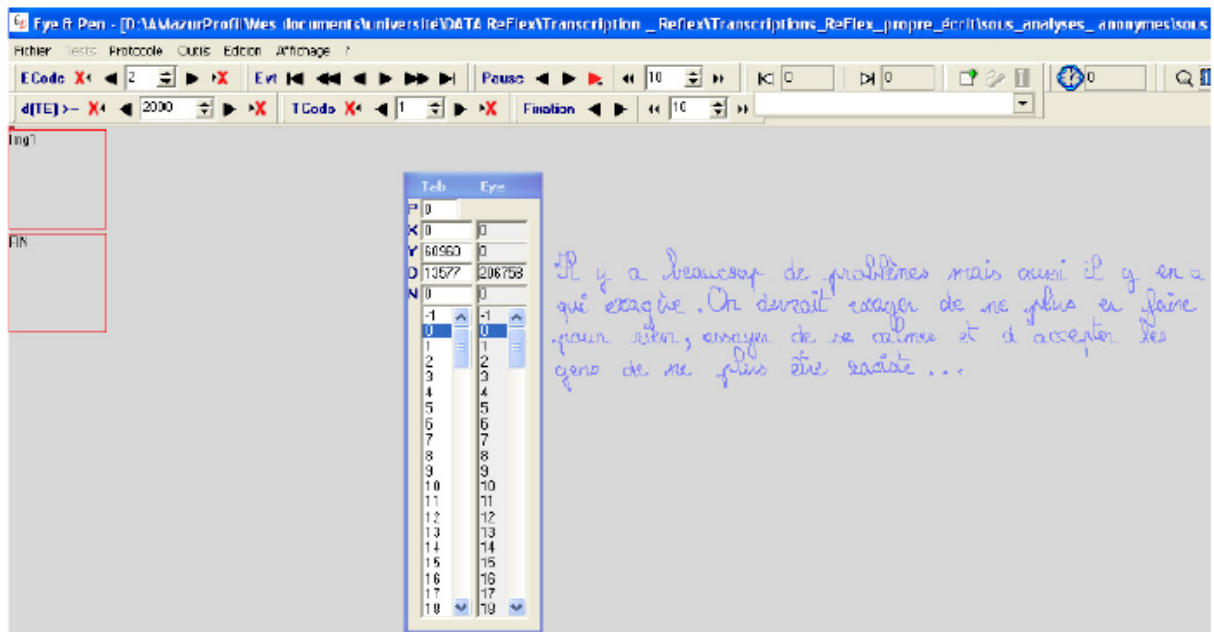 Eye & Pen - [D:\AMazurProfil\Mes documents\université\DATA ReFlex\Transcription _ Reflex\Transcriptions_ReFlex_propre_écrit\sous_analyses_ anonymes\sous
Fichier Tests Protocole Outils Edition Affichage ?
ECode 2 Evt Pause 10 0 0 0
d(TE) >= 2000 TCode 1 Fixation 10
Img1
FIN
Tab Eye
P 0
X 0 0
Y 60960 0
D 13577 206758
N 0 0
-1 -1
0 0
1 1
2 2
3 3
4 4
5 5
6 6
7 7
8 8
9 9
10 10
11 11
12 12
13 13
14 14
15 15
16 16
17 17
18 18
Il y a beaucoup de problèmes mais aussi il y en a
qui exagère. On devrait essayer de ne plus en faire
pour rien, essayer de se calmer et d accepter les
gens de ne plus être raciste ...